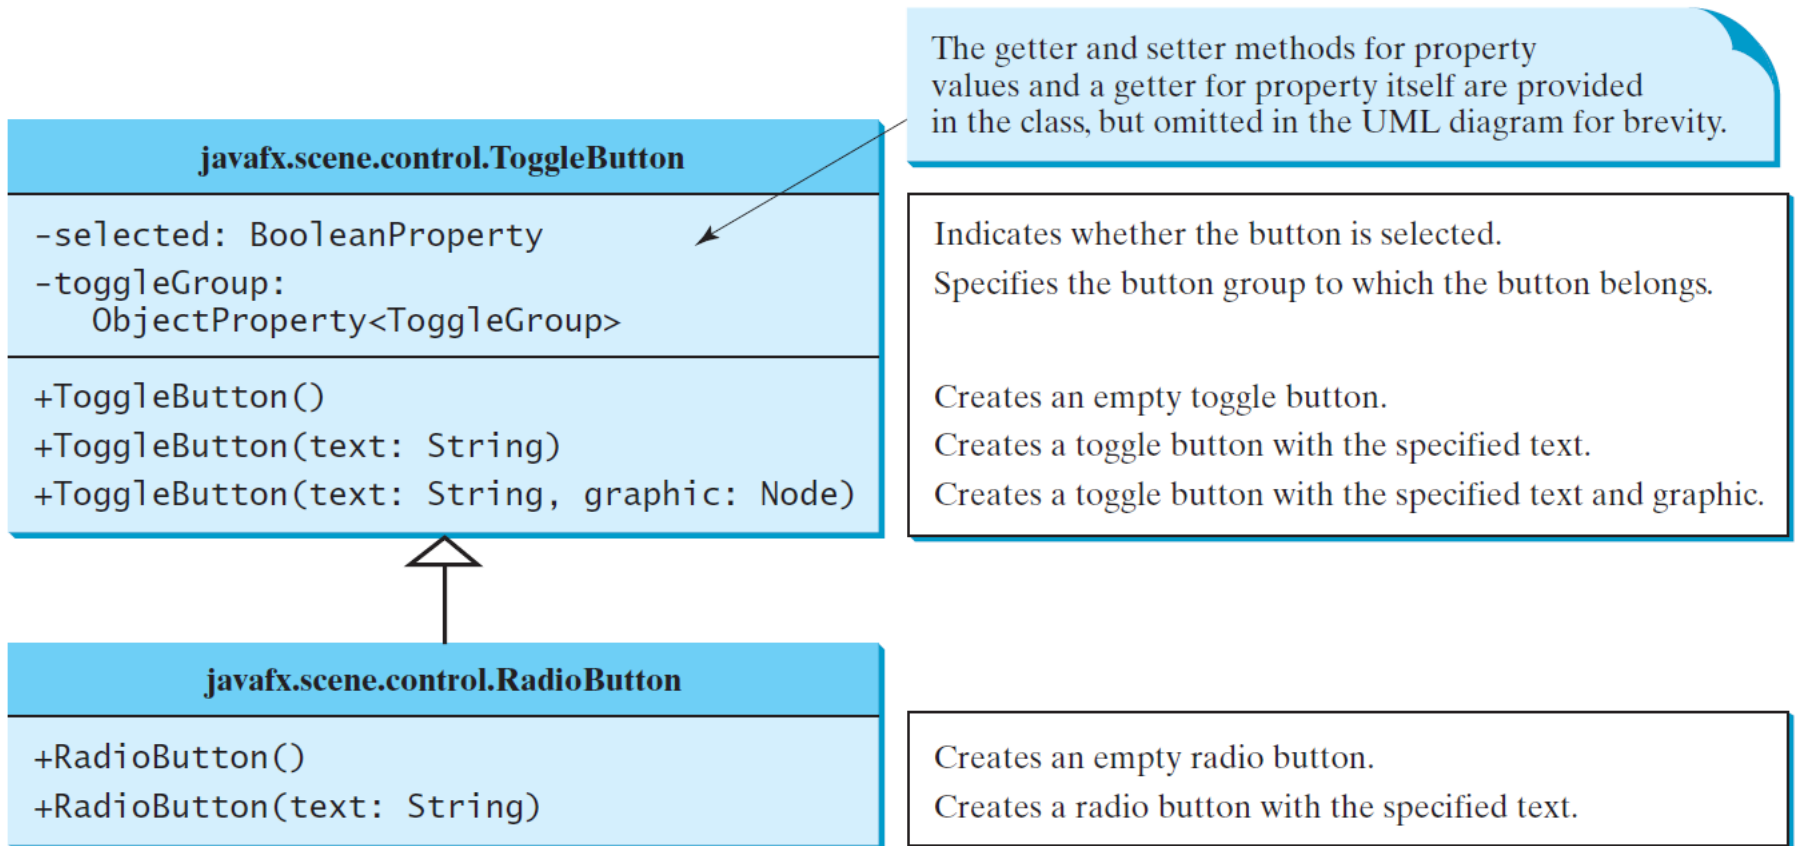 The getter and setter methods for property
values and a getter for property itself are provided
in the class, but omitted in the UML diagram for brevity.
javafx.scene.control.ToggleButton
-selected: BooleanProperty
Indicates whether the button is selected.
-toggleGroup:
Specifies the button group to which the button belongs.
ObjectProperty<ToggleGroup>
+ToggleButton()
Creates an empty toggle button.
+ToggleButton(text: String)
Creates a toggle button with the specified text.
+ToggleButton(text: String, graphic: Node)
Creates a toggle button with the specified text and graphic.
javafx.scene.control.RadioButton
+RadioButton()
Creates an empty radio button.
+RadioButton(text: String)
Creates a radio button with the specified text.